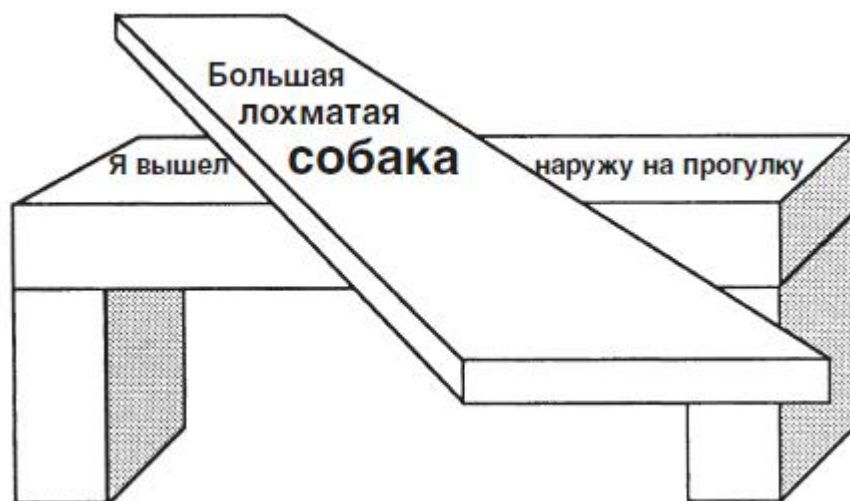 Большая
лохматая
собака
Я вышел
наружу на прогулку